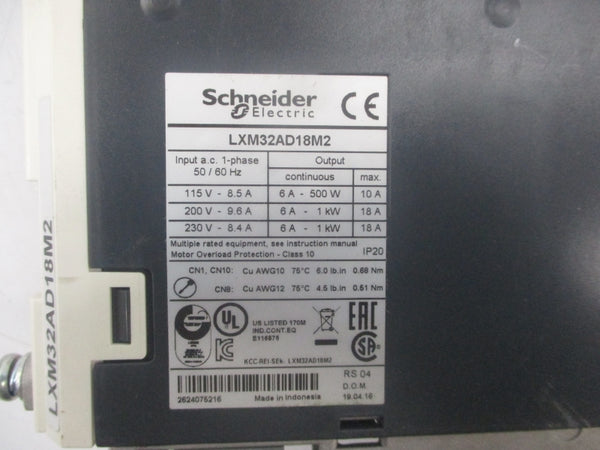 Schneider
Electric
CE
LXM32AD18M2
Input a.c. 1-phase
50 / 60 Hz
Output
continuous max.
115 V - 8.5 A 6 A - 500 W 10 A
200 V - 9.6 A 6 A - 1 kW 18 A
230 V - 8.4 A 6 A - 1 kW 18 A
Multiple rated equipment, see instruction manual
Motor Overload Protection - Class 10 IP20
CN1, CN10: Cu AWG10 75°C 6.0 lb.in 0.68 Nm
CN8: Cu AWG12 75°C 4.5 lb.in 0.51 Nm
UL
US LISTED 170M
IND.CONT.EQ
E116875
EAC
KC
KCC-REI-SEk- LXM32AD18M2
SA
RS 04
D.O.M.
19.04.16
2624075216 Made in Indonesia
LXM32AD18M2